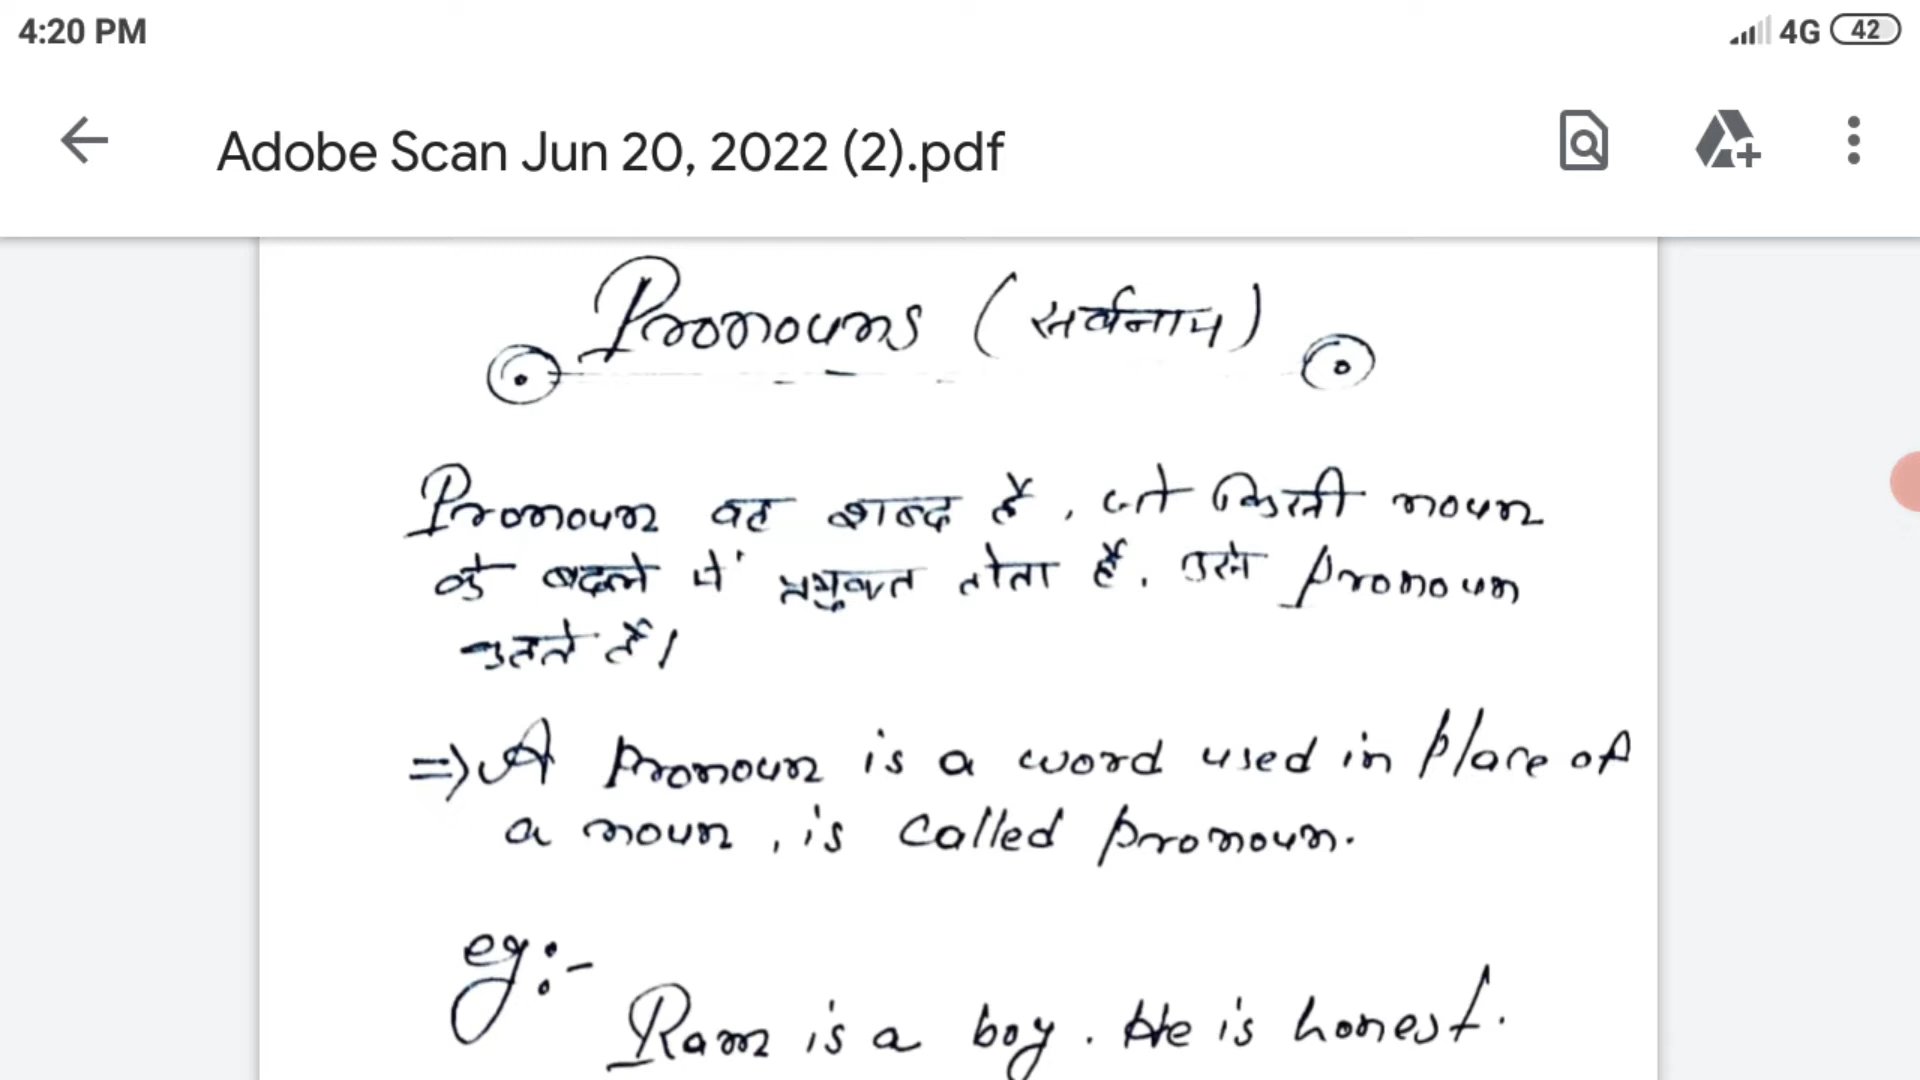 4:20 PM 4G 42
Adobe Scan Jun 20, 2022 (2).pdf
Pronouns (सर्वनाम)
Pronoun वह शब्द है, जो किसी noun
के बदले में प्रयुक्त होता है, उसे pronoun
कहते हैं।
=> A pronoun is a word used in place of
a noun, is called pronoun.
eg:-
Ram is a boy. He is honest.